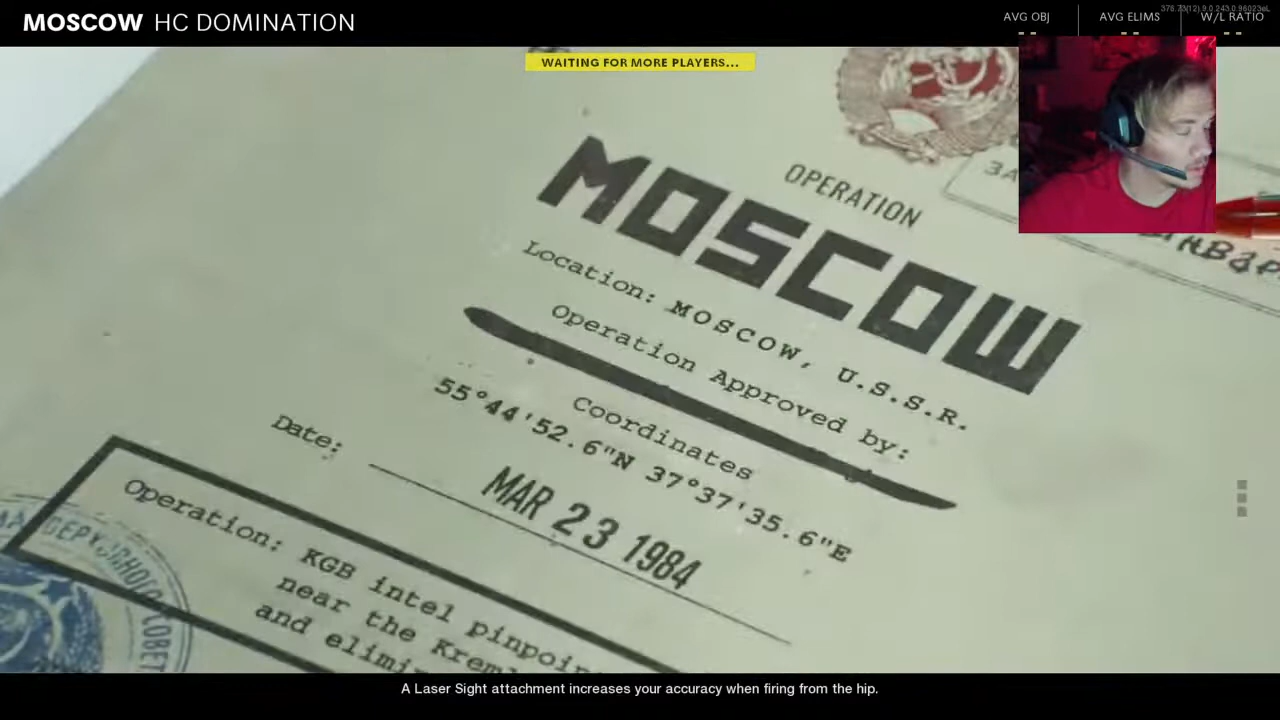 MOSCOW HC DOMINATION
AVG OBJ
AVG ELIMS
W/L RATIO
WAITING FOR MORE PLAYERS...
OPERATION
MOSCOW
Location: MOSCOW, U.S.S.R.
Operation Approved by:
Coordinates
55°44'52.6"N 37°37'35.6"E
Date:
MAR 23 1984
Operation: KGB intel
near the
and
A Laser Sight attachment increases your accuracy when firing from the hip.